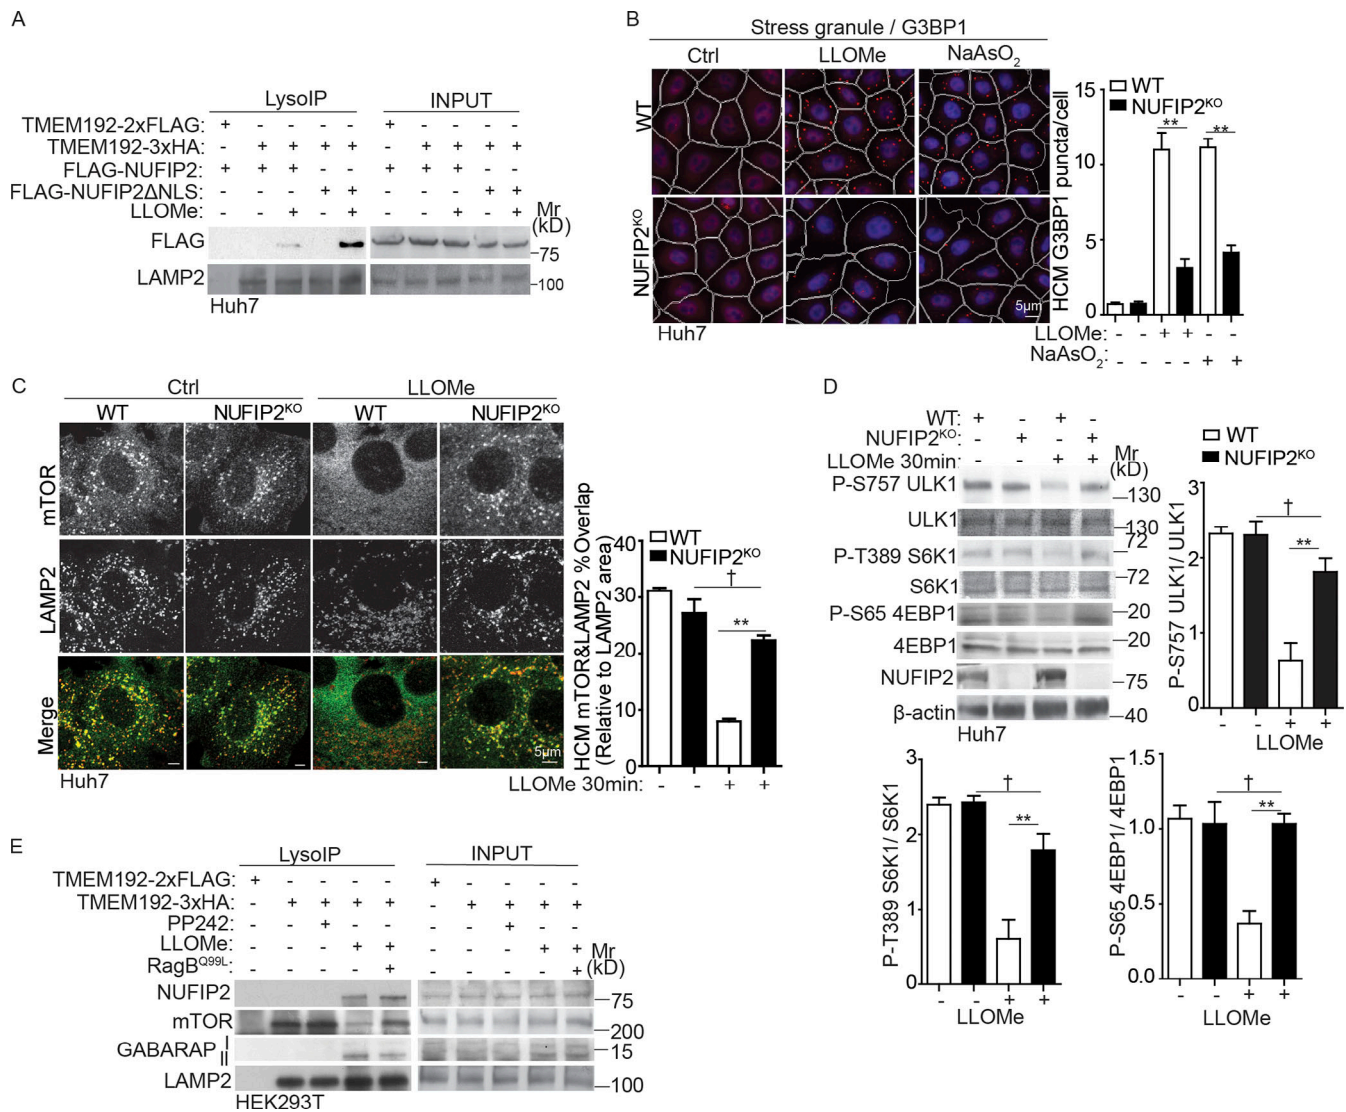 A
LysoIP INPUT
TMEM192-2xFLAG: + - - - - + - - - -
TMEM192-3xHA: - + + + + - + + + +
FLAG-NUFIP2: + + + - - + + + - -
FLAG-NUFIP2ΔNLS: - - - + + - - - + +
LLOMe: - - + - + - - + - + Mr
(kD)
FLAG
-75
LAMP2
-100
Huh7
B
Stress granule / G3BP1
Ctrl LLOMe NaAsO2
WT
NUFIP2KO
5µm
Huh7
HCM G3BP1 puncta/cell
15
10
5
0
WT
NUFIP2KO
** **
LLOMe: - - + + - -
NaAsO2: - - - - + +
C
Ctrl LLOMe
WT NUFIP2KO WT NUFIP2KO
mTOR
LAMP2
Merge
5µm
Huh7
HCM mTOR&LAMP2 % Overlap
(Relative to LAMP2 area)
40
30
20
10
0
WT
NUFIP2KO
†
**
LLOMe 30min: - - + +
D
WT: + - + -
NUFIP2KO: - + - +
LLOMe 30min: - - + + Mr
(kD)
P-S757 ULK1
-130
ULK1
-130
-72
P-T389 S6K1
S6K1
-72
P-S65 4EBP1
-20
4EBP1
-20
NUFIP2
-75
β-actin
-40
Huh7
WT
NUFIP2KO
P-S757 ULK1/ ULK1
3
2
1
0
†
**
- - + +
LLOMe
P-T389 S6K1/ S6K1
3
2
1
0
†
**
- - + +
LLOMe
P-S65 4EBP1/ 4EBP1
1.5
1.0
0.5
0.0
†
**
- - + +
LLOMe
E
LysoIP INPUT
TMEM192-2xFLAG: + - - - - + - - - -
TMEM192-3xHA: - + + + + - + + + +
PP242: - - + - - - - + - -
LLOMe: - - - + + - - - + + Mr
RagBQ99L: - - - - + - - - - + (kD)
NUFIP2
-75
mTOR
-200
GABARAP I
II
-15
LAMP2
-100
HEK293T